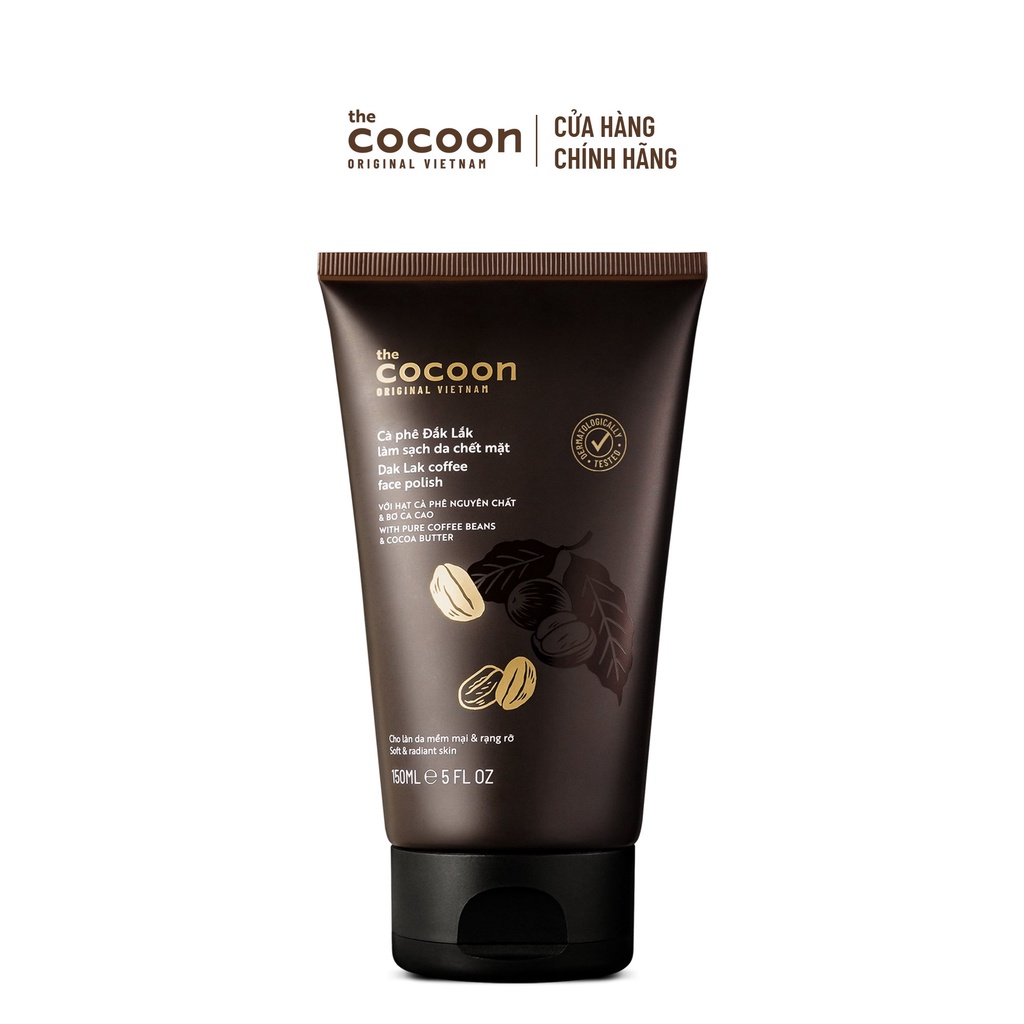 the
cocoon
ORIGINAL VIETNAM
CỬA HÀNG
CHÍNH HÃNG
the
cocoon
ORIGINAL VIETNAM
Cà phê Đắk Lắk
làm sạch da chết mặt
Dak Lak coffee
face polish
VỚI HẠT CÀ PHÊ NGUYÊN CHẤT
& BƠ CA CAO
WITH PURE COFFEE BEANS
& COCOA BUTTER
DERMATOLOGICALLY
• TESTED •
Cho làn da mềm mại & rạng rỡ
Soft & radiant skin
150ML ℮ 5 FL OZ